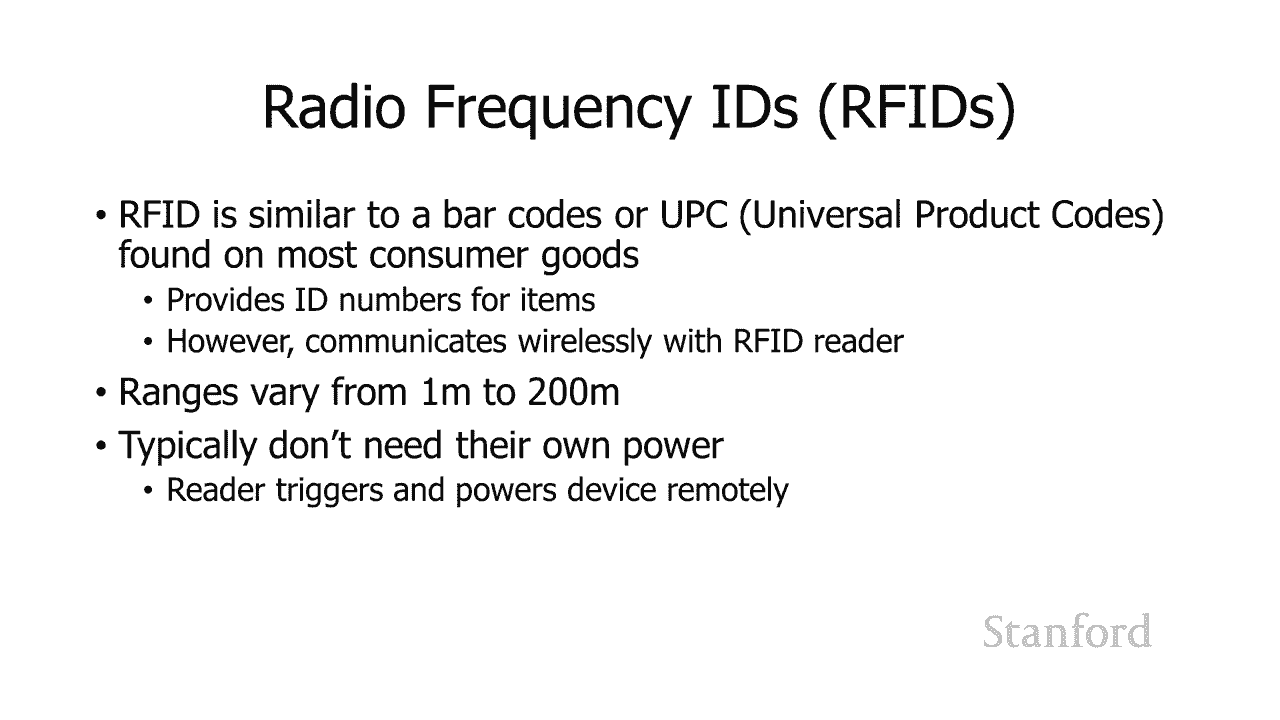 Radio Frequency IDs (RFIDs)
• RFID is similar to a bar codes or UPC (Universal Product Codes)
found on most consumer goods
• Provides ID numbers for items
• However, communicates wirelessly with RFID reader
• Ranges vary from 1m to 200m
• Typically don’t need their own power
• Reader triggers and powers device remotely
Stanford